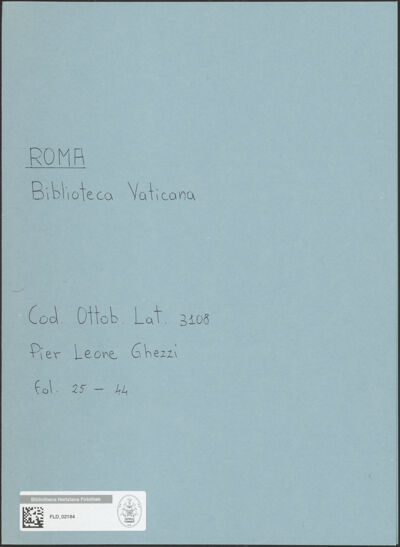 ROMA
Biblioteca Vaticana
Cod. Ottob. Lat. 3108
Pier Leone Ghezzi
fol. 25 – 44
Bibliotheca Hertziana Fotothek
FLD_02184